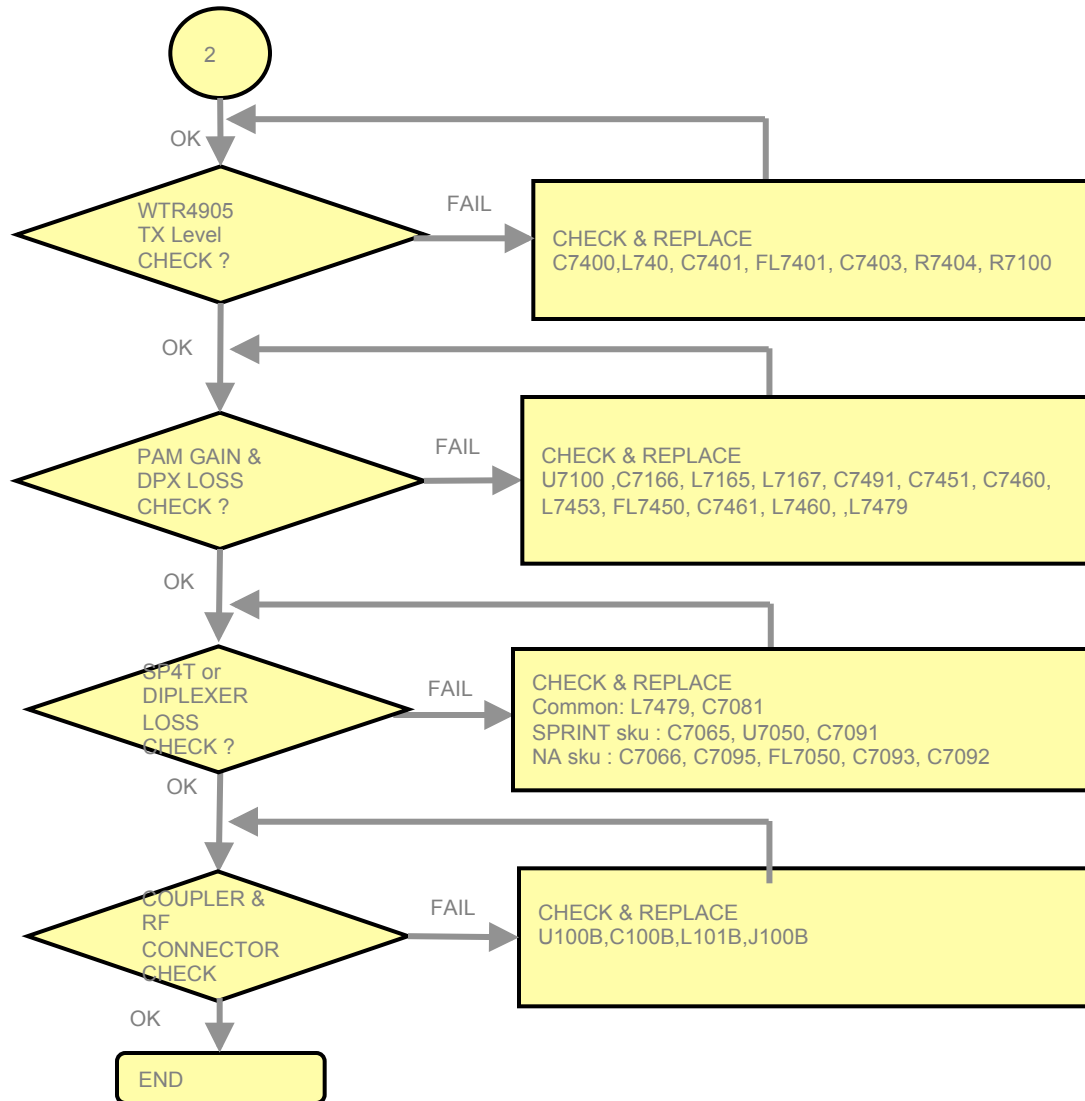 2
OK
WTR4905
TX Level
CHECK ?
FAIL
CHECK & REPLACE
C7400,L740, C7401, FL7401, C7403, R7404, R7100
OK
PAM GAIN &
DPX LOSS
CHECK ?
FAIL
CHECK & REPLACE
U7100 ,C7166, L7165, L7167, C7491, C7451, C7460,
L7453, FL7450, C7461, L7460, ,L7479
OK
SP4T or
DIPLEXER
LOSS
CHECK ?
FAIL
CHECK & REPLACE
Common: L7479, C7081
SPRINT sku : C7065, U7050, C7091
NA sku : C7066, C7095, FL7050, C7093, C7092
OK
COUPLER &
RF
CONNECTOR
CHECK
FAIL
CHECK & REPLACE
U100B,C100B,L101B,J100B
OK
END